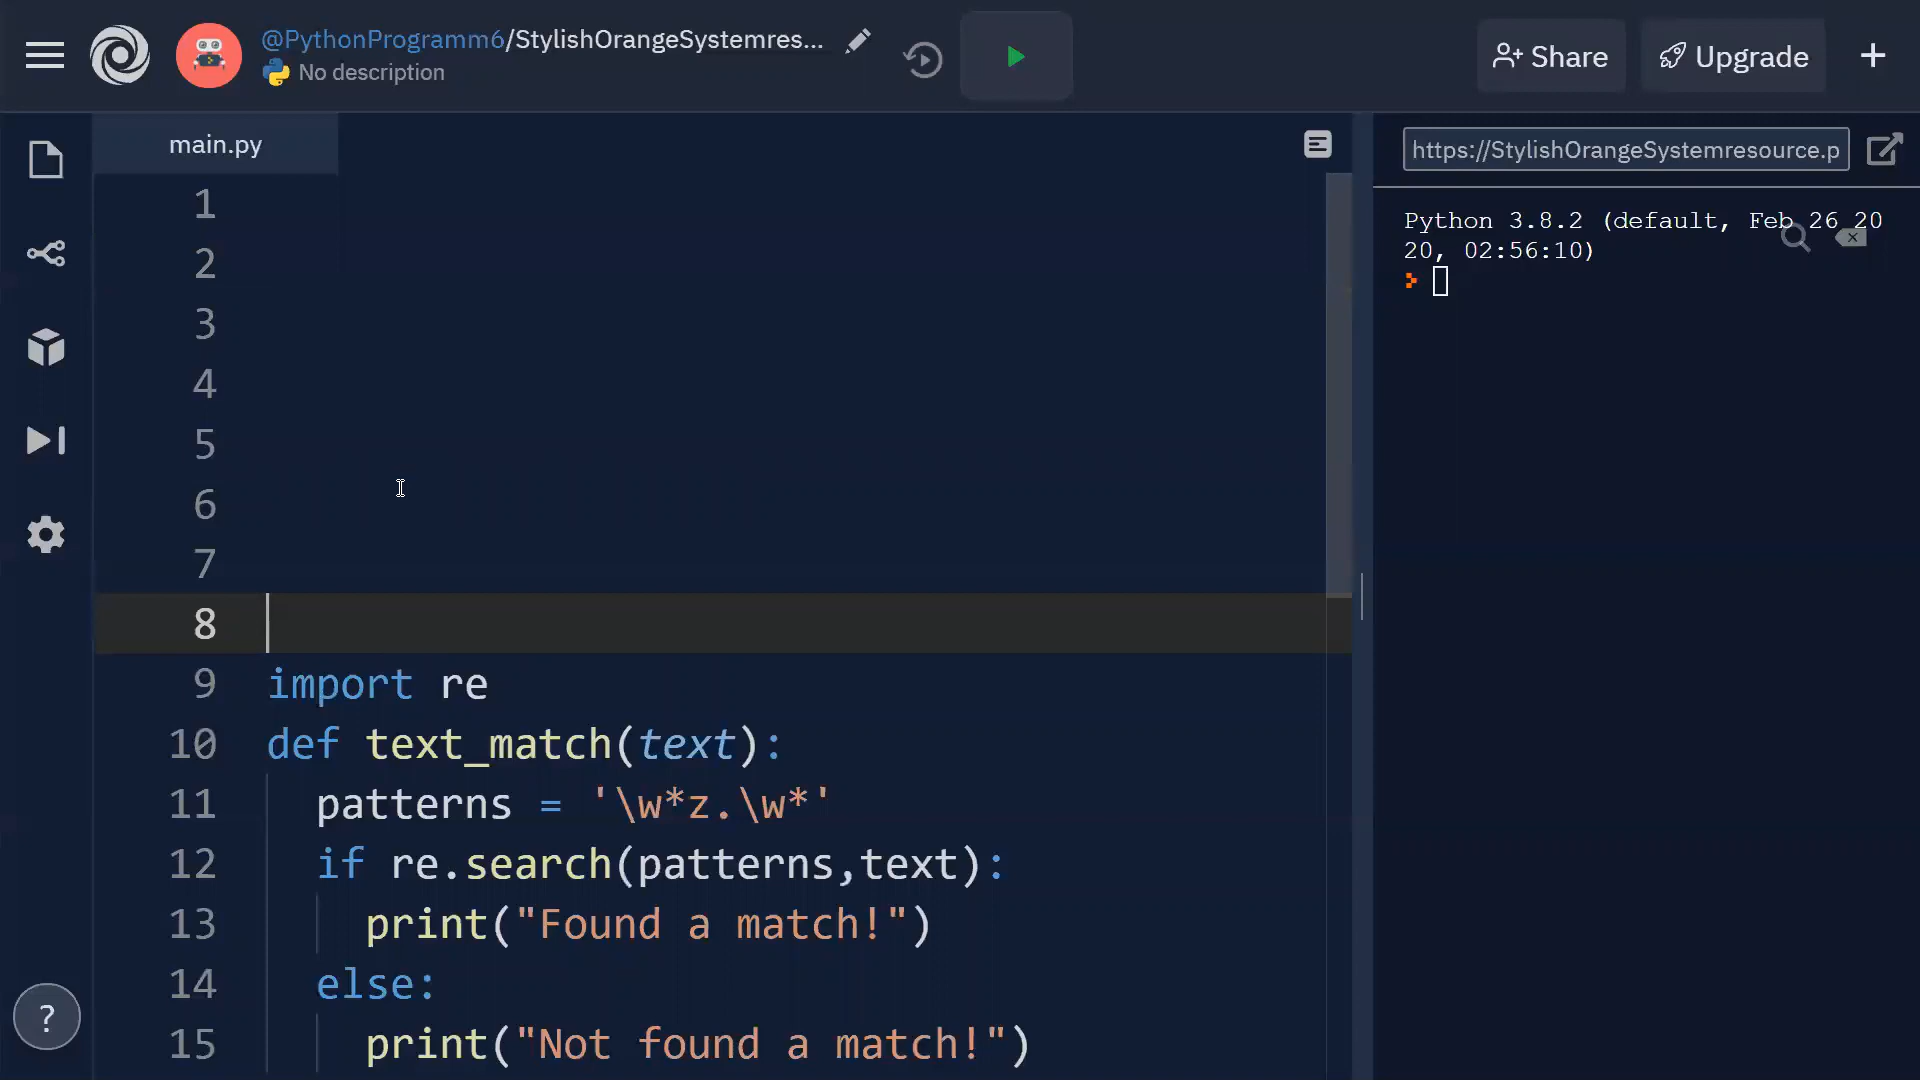 @PythonProgramm6/StylishOrangeSystemres...
No description
Share
Upgrade
main.py
https://StylishOrangeSystemresource.p
Python 3.8.2 (default, Feb 26 20
20, 02:56:10)
1
2
3
4
5
6
7
8
9 import re
10 def text_match(text):
11 patterns = '\w*z.\w*'
12 if re.search(patterns,text):
13 print("Found a match!")
14 else:
15 print("Not found a match!")
?